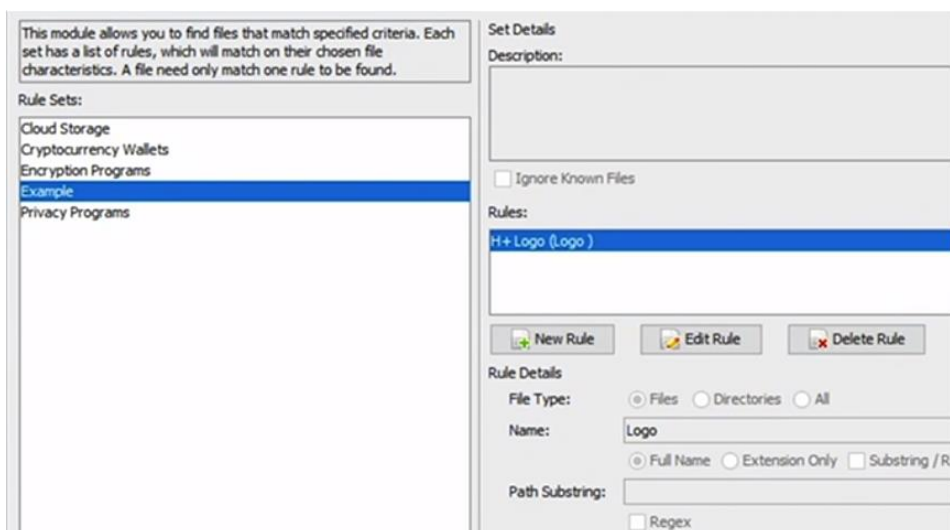 This module allows you to find files that match specified criteria. Each
set has a list of rules, which will match on their chosen file
characteristics. A file need only match one rule to be found.
Rule Sets:
Cloud Storage
Cryptocurrency Wallets
Encryption Programs
Example
Privacy Programs
Set Details
Description:
Ignore Known Files
Rules:
H+ Logo (Logo )
New Rule Edit Rule Delete Rule
Rule Details
File Type: Files Directories All
Name: Logo
Full Name Extension Only Substring / R
Path Substring:
Regex